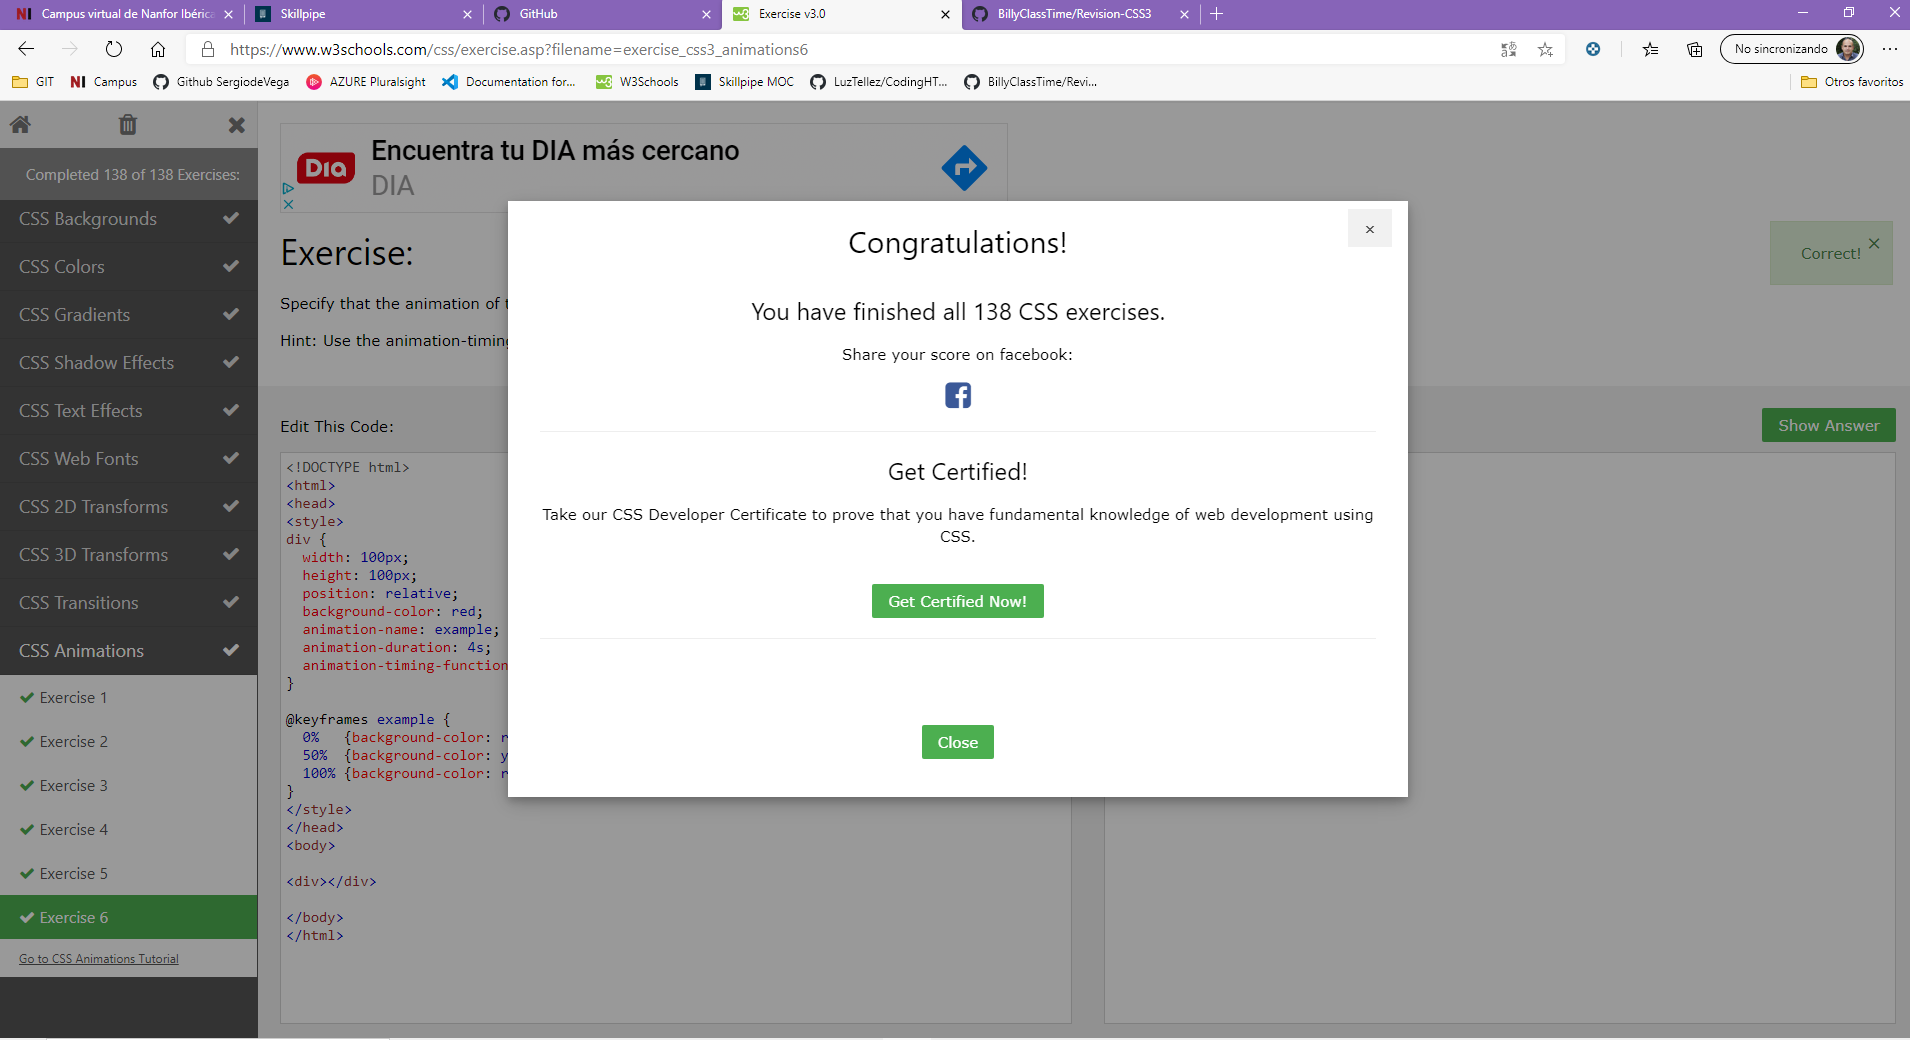 Campus virtual de Nanfor Ibéric
Skillpipe
GitHub
Exercise v3.0
BillyClassTime/Revision-CSS3
https://www.w3schools.com/css/exercise.asp?filename=exercise_css3_animations6
No sincronizando
GIT
NI Campus
Github SergiodeVega
AZURE Pluralsight
Documentation for...
W3Schools
Skillpipe MOC
LuzTellez/CodingHT...
BillyClassTime/Revi...
Otros favoritos
Completed 138 of 138 Exercises:
CSS Backgrounds
CSS Colors
CSS Gradients
CSS Shadow Effects
CSS Text Effects
CSS Web Fonts
CSS 2D Transforms
CSS 3D Transforms
CSS Transitions
CSS Animations
Exercise 1
Exercise 2
Exercise 3
Exercise 4
Exercise 5
Exercise 6
Go to CSS Animations Tutorial
Dia
Encuentra tu DIA más cercano
DIA
Exercise:
Specify that the animation of
Hint: Use the animation-timing
Correct!
Edit This Code:
Show Answer
<!DOCTYPE html>
<html>
<head>
<style>
div {
  width: 100px;
  height: 100px;
  position: relative;
  background-color: red;
  animation-name: example;
  animation-duration: 4s;
  animation-timing-function
}
@keyframes example {
  0%   {background-color: r
  50%  {background-color: y
  100% {background-color: r
}
</style>
</head>
<body>
<div></div>
</body>
</html>
Congratulations!
You have finished all 138 CSS exercises.
Share your score on facebook:
Get Certified!
Take our CSS Developer Certificate to prove that you have fundamental knowledge of web development using
CSS.
Get Certified Now!
Close